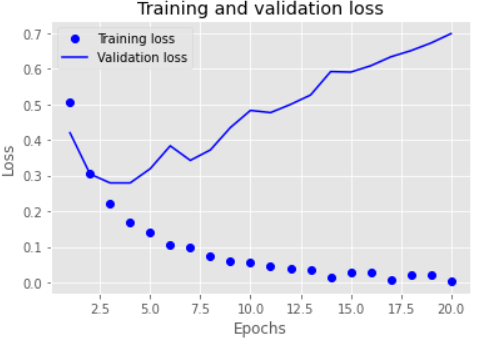 Training and validation loss
Training loss
Validation loss
0.7
0.6
0.5
0.4
0.3
0.2
0.1
0.0
Loss
2.5 5.0 7.5 10.0 12.5 15.0 17.5 20.0
Epochs